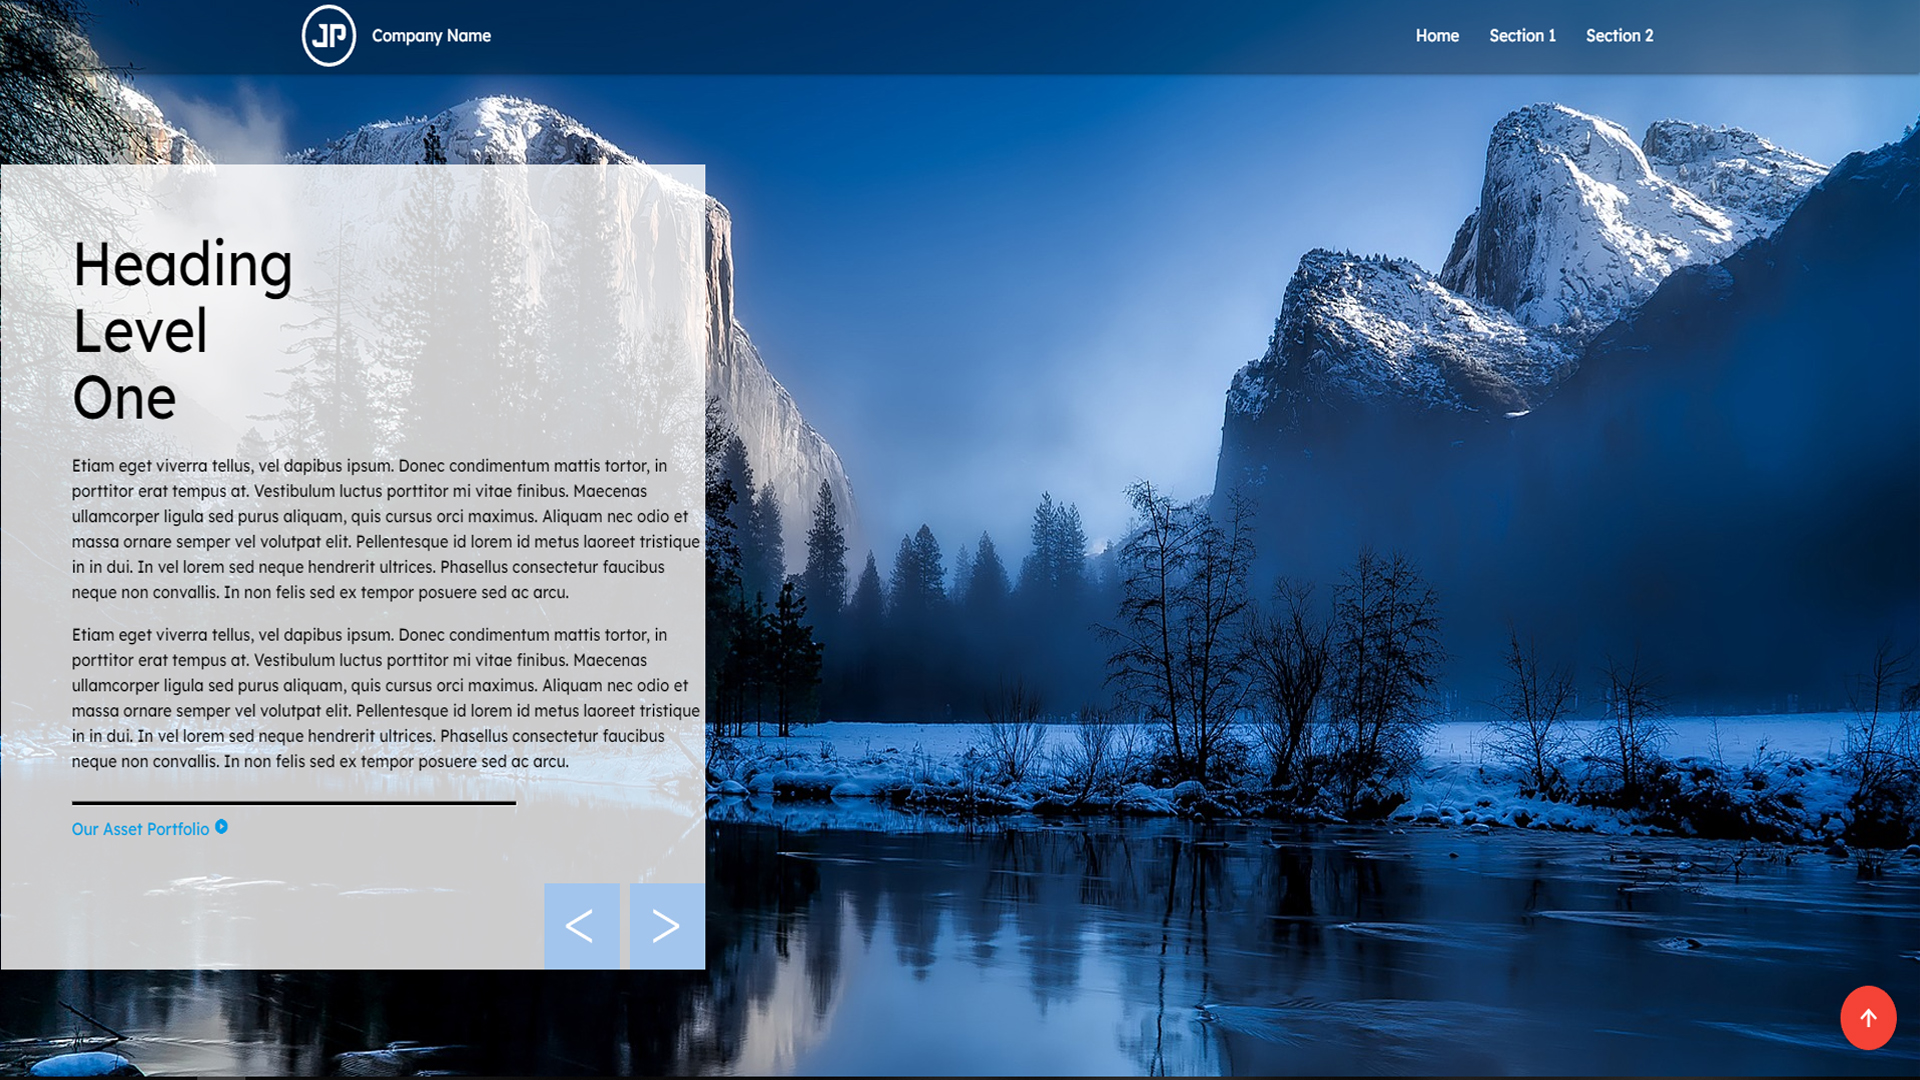 JP Company Name Home Section 1 Section 2
Heading
Level
One
Etiam eget viverra tellus, vel dapibus ipsum. Donec condimentum mattis tortor, in
porttitor erat tempus at. Vestibulum luctus porttitor mi vitae finibus. Maecenas
ullamcorper ligula sed purus aliquam, quis cursus orci maximus. Aliquam nec odio et
massa ornare semper vel volutpat elit. Pellentesque id lorem id metus laoreet tristique
in in dui. In vel lorem sed neque hendrerit ultrices. Phasellus consectetur faucibus
neque non convallis. In non felis sed ex tempor posuere sed ac arcu.
Etiam eget viverra tellus, vel dapibus ipsum. Donec condimentum mattis tortor, in
porttitor erat tempus at. Vestibulum luctus porttitor mi vitae finibus. Maecenas
ullamcorper ligula sed purus aliquam, quis cursus orci maximus. Aliquam nec odio et
massa ornare semper vel volutpat elit. Pellentesque id lorem id metus laoreet tristique
in in dui. In vel lorem sed neque hendrerit ultrices. Phasellus consectetur faucibus
neque non convallis. In non felis sed ex tempor posuere sed ac arcu.
Our Asset Portfolio
< >